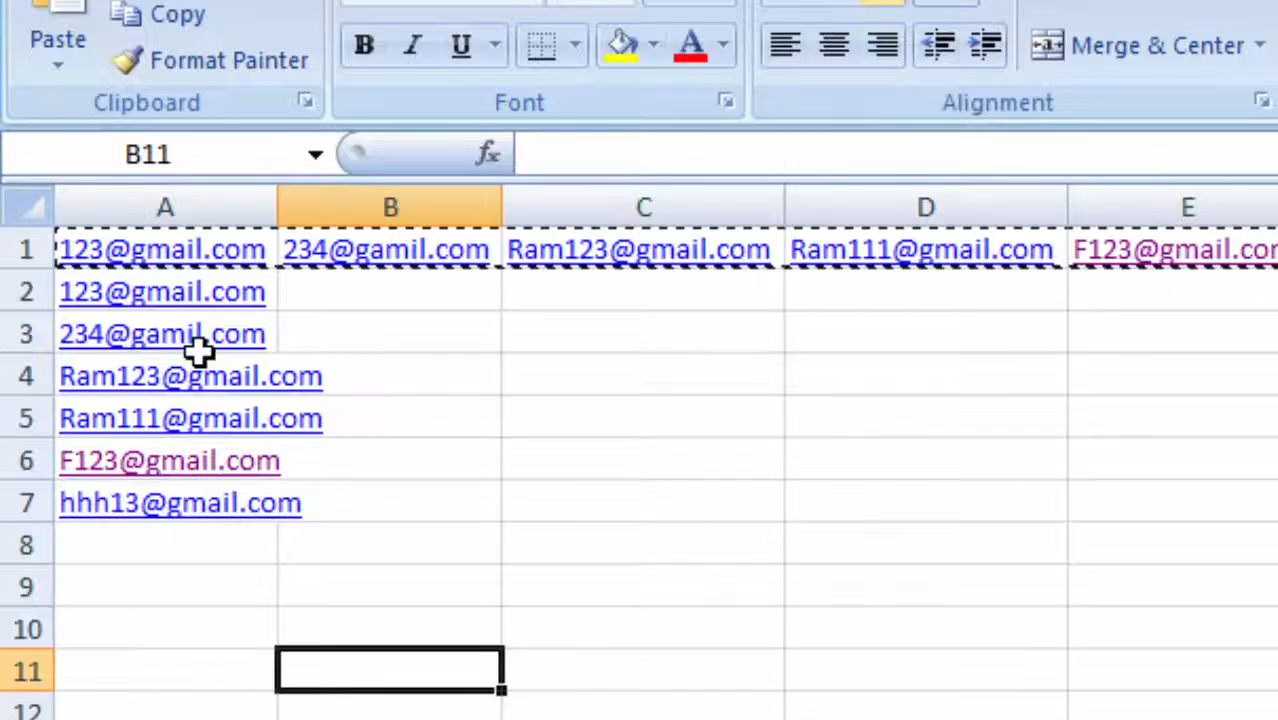 Copy
Paste
Format Painter
B I U A
Merge & Center
Clipboard Font Alignment
B11 fx
A B C D E
1 123@gmail.com 234@gamil.com Ram123@gmail.com Ram111@gmail.com F123@gmail.co
2 123@gmail.com
3 234@gamil.com
4 Ram123@gmail.com
5 Ram111@gmail.com
6 F123@gmail.com
7 hhh13@gmail.com
8
9
10
11
12